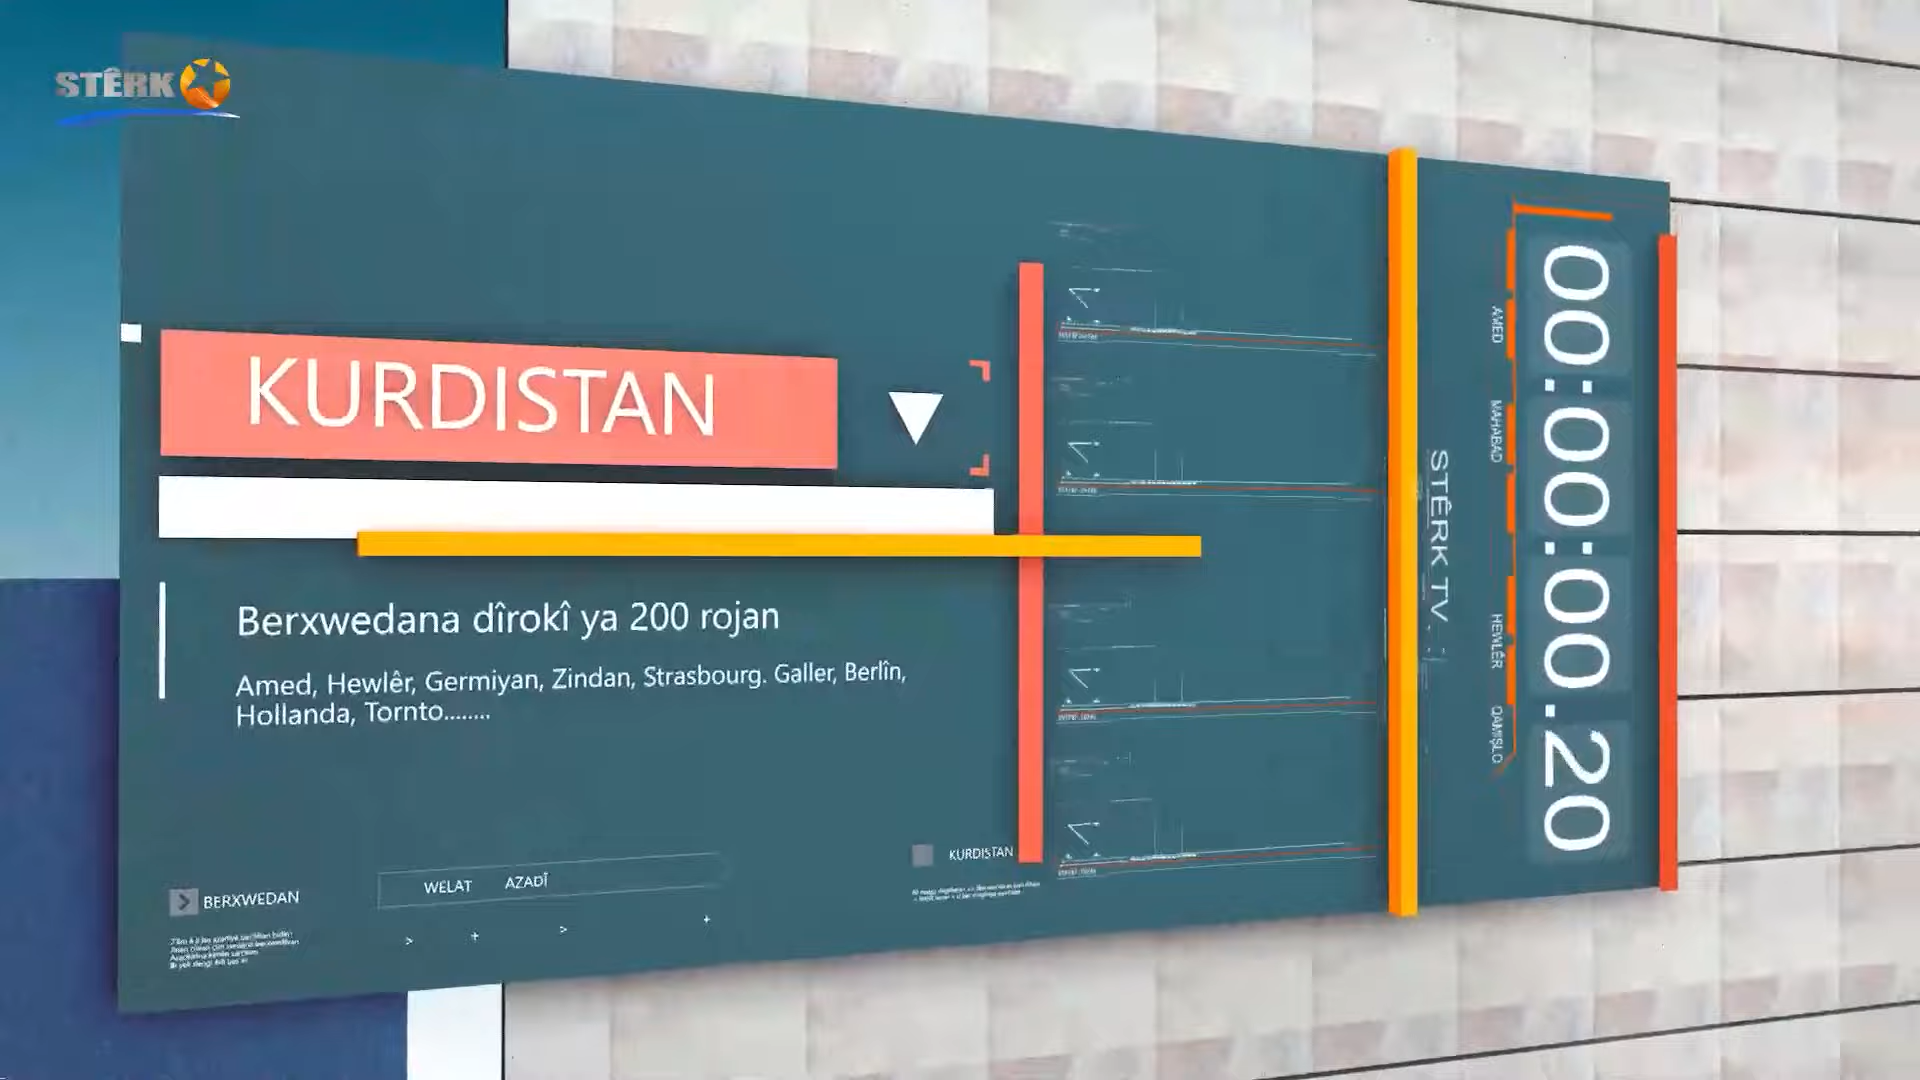 STÊRK
KURDISTAN
Berxwedana dîrokî ya 200 rojan
Amed, Hewlêr, Germiyan, Zindan, Strasbourg. Galler, Berlîn,
Hollanda, Tornto........
BERXWEDAN
WELAT AZADÎ
> + > +
KURDISTAN
STÊRK TV
AMED
MAHABAD
HEWLÊR
QAMIŞLO
00:00:00.20